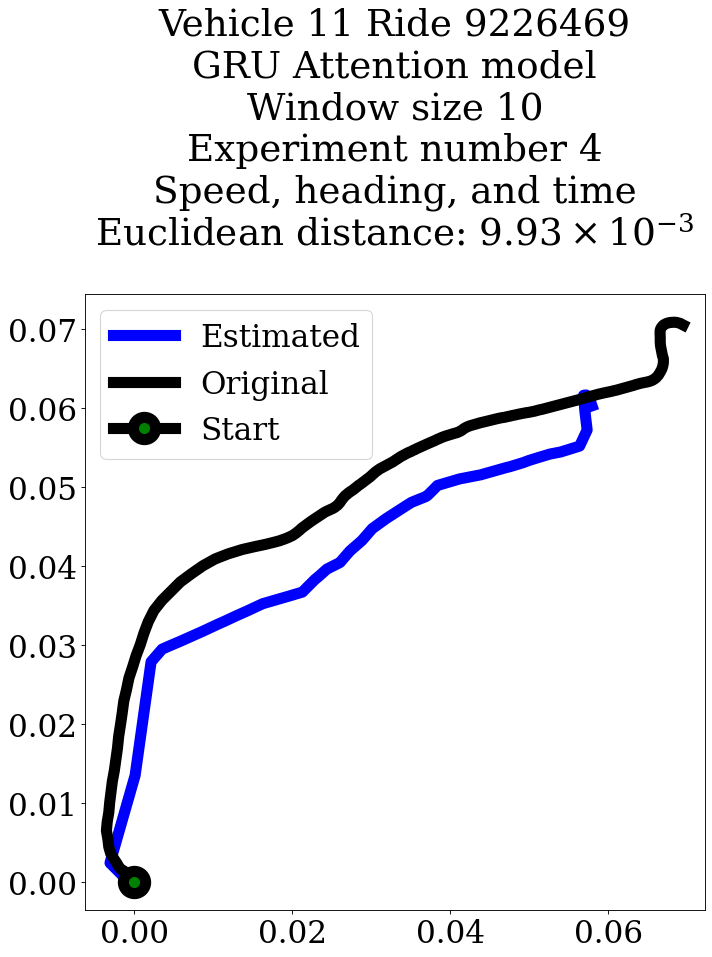 Vehicle 11 Ride 9226469
GRU Attention model
Window size 10
Experiment number 4
Speed, heading, and time
Euclidean distance: 9.93 × 10⁻³
Estimated
Original
Start
0.07
0.06
0.05
0.04
0.03
0.02
0.01
0.00
0.00 0.02 0.04 0.06